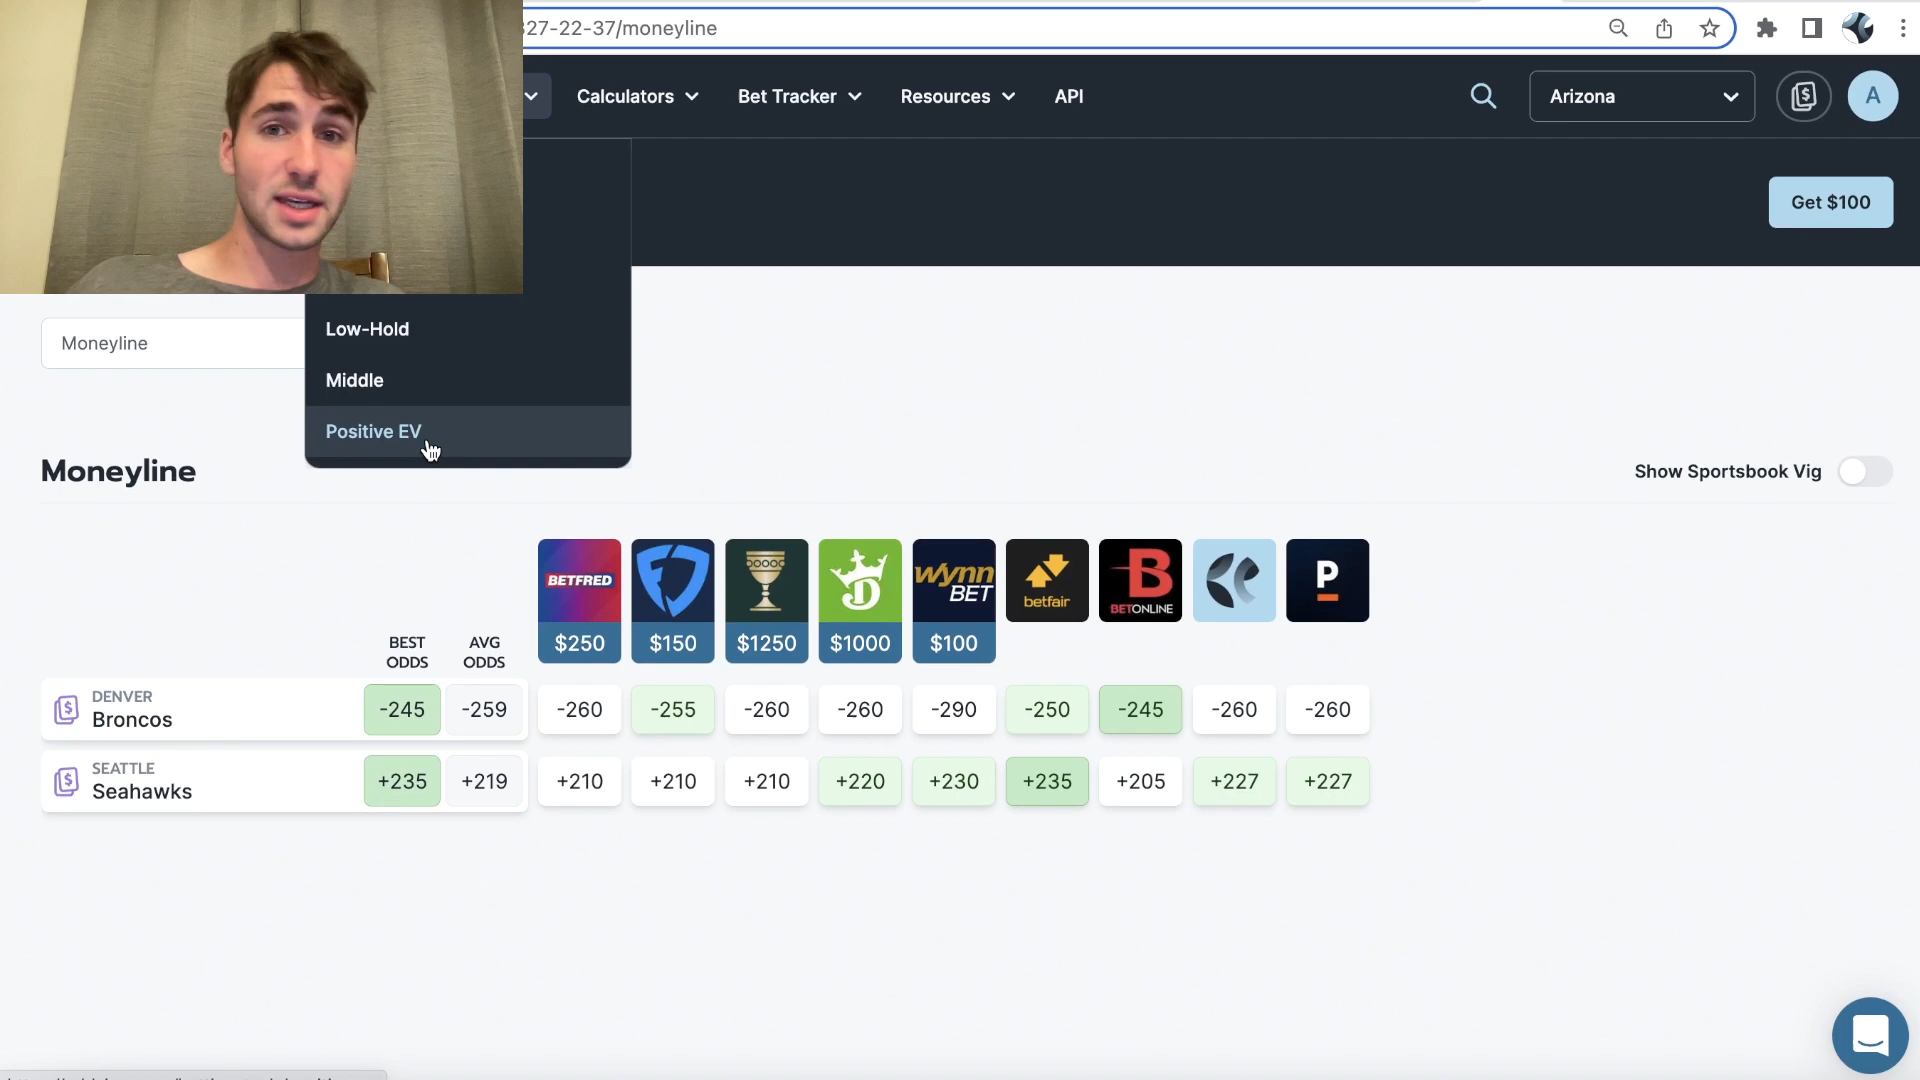 327-22-37/moneyline
Calculators
Bet Tracker
Resources
API
Arizona
A
Get $100
Low-Hold
Middle
Positive EV
Moneyline
Moneyline
Show Sportsbook Vig
BETFRED
WYNN
BET
betfair
B
BETONLINE
P
BEST
ODDS
AVG
ODDS
$250
$150
$1250
$1000
$100
DENVER
Broncos
-245
-259
-260
-255
-260
-260
-290
-250
-245
-260
-260
SEATTLE
Seahawks
+235
+219
+210
+210
+210
+220
+230
+235
+205
+227
+227